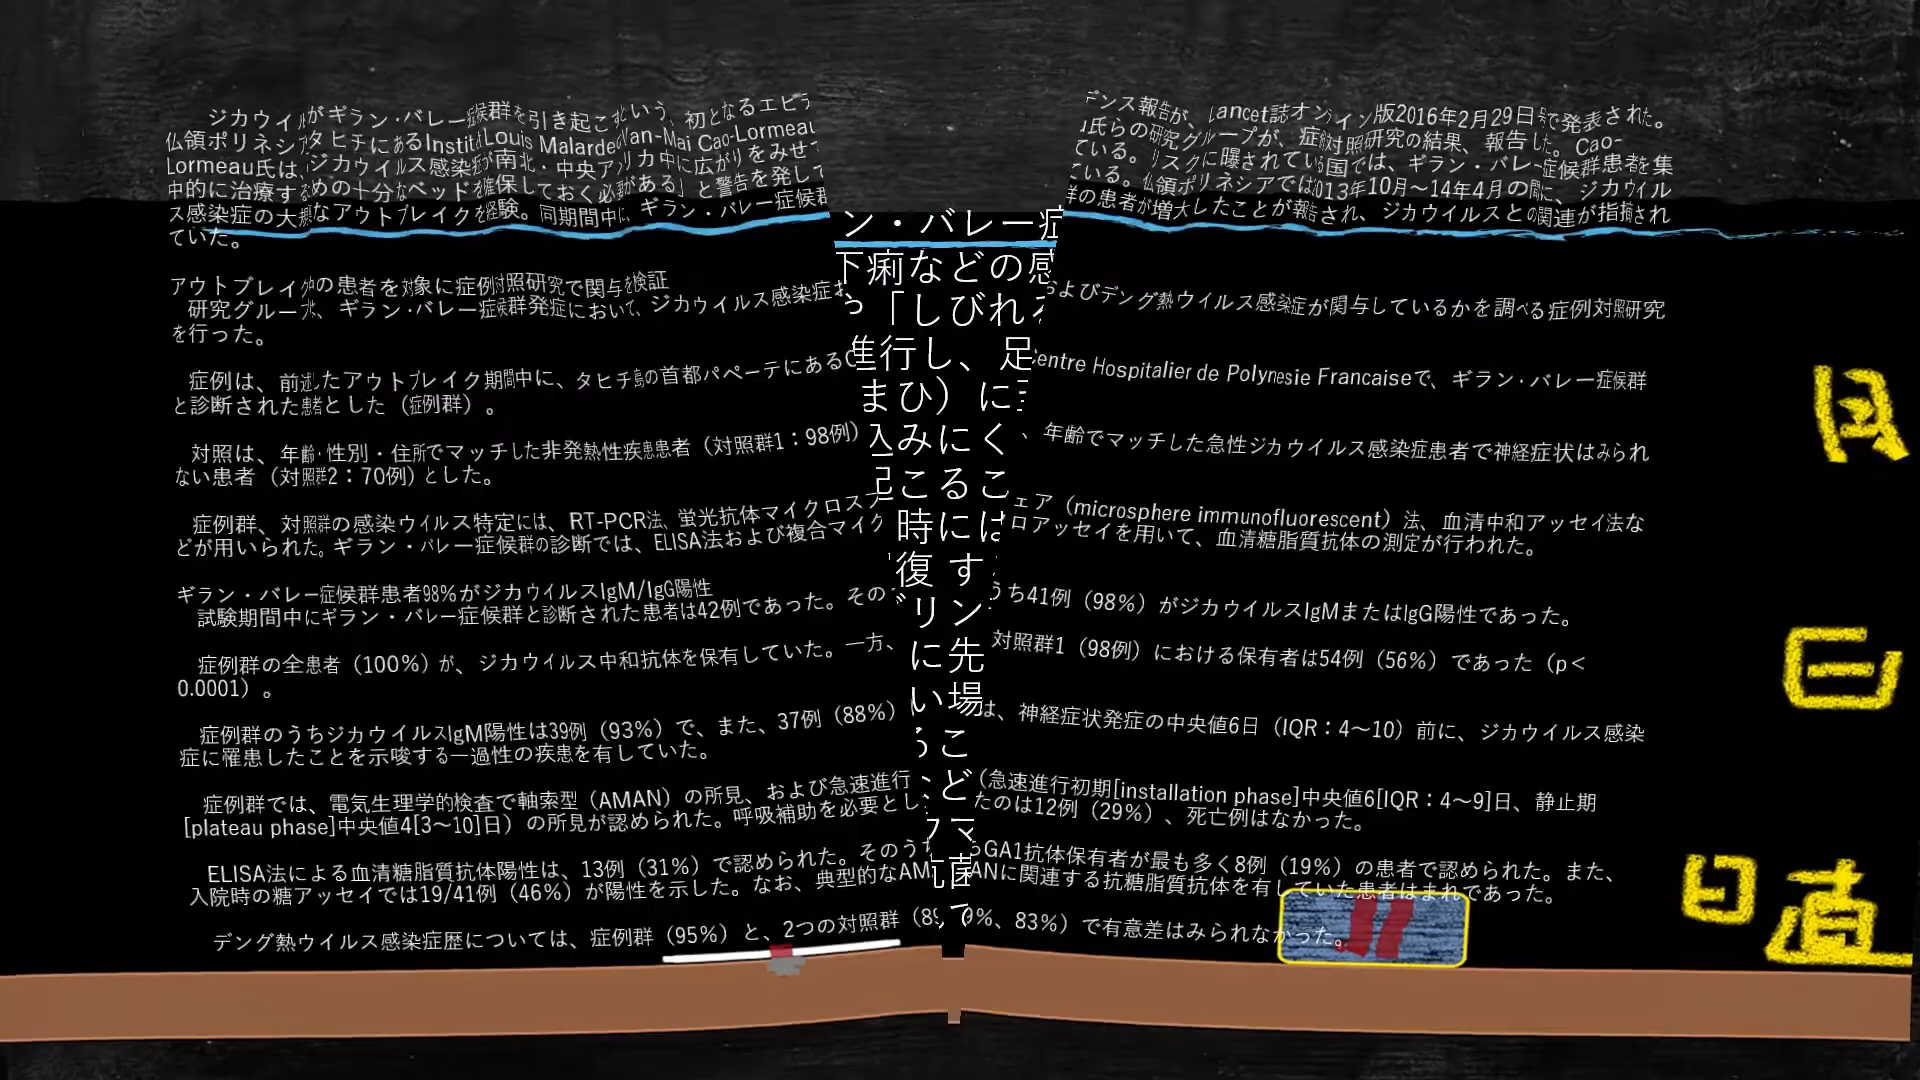 ジカウイルがギラン・バレー症候群を引き起こすという、初となるエビデンス報告が、Lancet誌オンライン版2016年2月29日号で発表された。
仏領ポリネシアタヒチにあるInstitLouis MalardeのVan-Mai Cao-Lormeau氏らの研究グループが、症例対照研究の結果、報告した。Cao-
Lormeau氏は、「ジカウイルス感染症が南北・中央アメリカ中に広がりをみせている。リスクに曝されている国では、ギラン・バレー症候群患者を集
中的に治療するための十分なベッドを確保しておく必要がある」と警告を発している。仏領ポリネシアでは2013年10月～14年4月の間に、ジカウイル
ス感染症の大規模なアウトブレイクを経験。同期間中に、ギラン・バレー症候群の患者が増大したことが報告され、ジカウイルスとの関連が指摘され
ていた。
アウトブレイク中の患者を対象に症例対照研究で関与を検証
研究グループは、ギラン・バレー症候群発症において、ジカウイルス感染症およびデング熱ウイルス感染症が関与しているかを調べる症例対照研究
を行った。
症例は、前述したアウトブレイク期間中に、タヒチ島の首都パペーテにあるCentre Hospitalier de Polynesie Francaiseで、ギラン・バレー症候群
と診断された患者とした（症例群）。
対照は、年齢・性別・住所でマッチした非発熱性疾患患者（対照群1：98例）、年齢でマッチした急性ジカウイルス感染症患者で神経症状はみられ
ない患者（対照群2：70例）とした。
症例群、対照群の感染ウイルス特定には、RT-PCR法、蛍光抗体マイクロスフェア（microsphere immunofluorescent）法、血清中和アッセイ法な
どが用いられた。ギラン・バレー症候群の診断では、ELISA法および複合マイクロアッセイを用いて、血清糖脂質抗体の測定が行われた。
ギラン・バレー症候群患者98%がジカウイルスIgM/IgG陽性
試験期間中にギラン・バレー症候群と診断された患者は42例であった。そのうち41例（98%）がジカウイルスIgMまたはIgG陽性であった。
症例群の全患者（100%）が、ジカウイルス中和抗体を保有していた。一方、対照群1（98例）における保有者は54例（56%）であった（p＜
0.0001）。
症例群のうちジカウイルスIgM陽性は39例（93%）で、また、37例（88%）は、神経症状発症の中央値6日（IQR：4～10）前に、ジカウイルス感染
症に罹患したことを示唆する一過性の疾患を有していた。
症例群では、電気生理学的検査で軸索型（AMAN）の所見、および急速進行（急速進行初期[installation phase]中央値6[IQR：4～9]日、静止期
[plateau phase]中央値4[3～10]日）の所見が認められた。呼吸補助を必要としたのは12例（29%）、死亡例はなかった。
ELISA法による血清糖脂質抗体陽性は、13例（31%）で認められた。そのうちGA1抗体保有者が最も多く8例（19%）の患者で認められた。また、
入院時の糖アッセイでは19/41例（46%）が陽性を示した。なお、典型的なAMANに関連する抗糖脂質抗体を有していた患者はまれであった。
デング熱ウイルス感染症歴については、症例群（95%）と、2つの対照群（89%、83%）で有意差はみられなかった。
ン・バレー症
下痢などの感
「しびれ
進行し、足
まひ）に
込みにく
起こるこ
時には
復す
リン
に先
い場
こ
ど
マ
菌
で
日
直